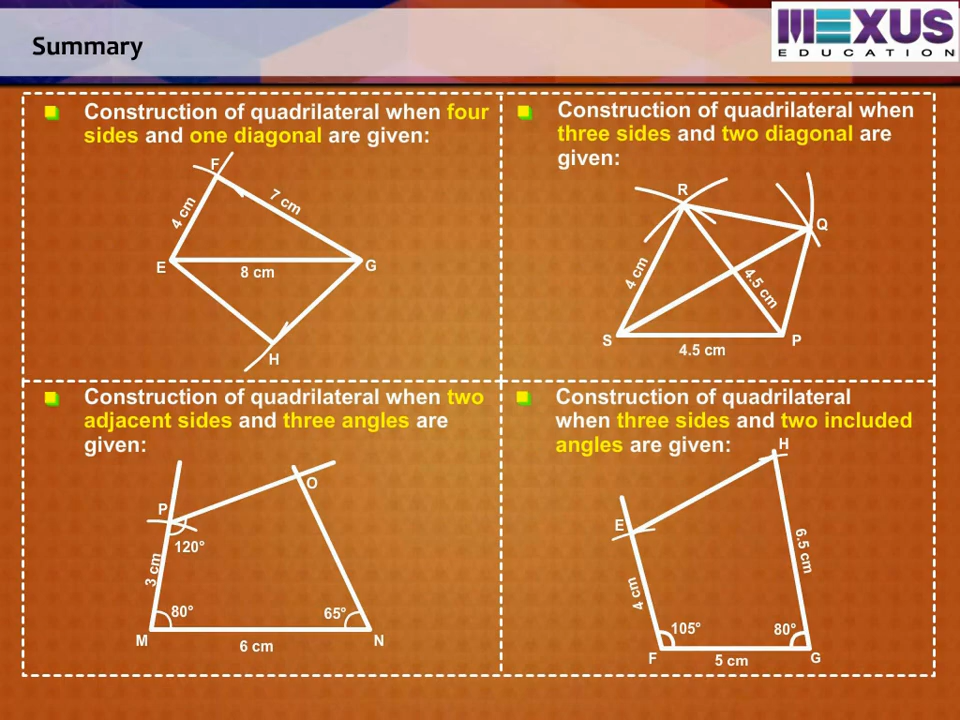 Summary
MEXUS
EDUCATION
Construction of quadrilateral when four
sides and one diagonal are given:
F
4 cm
7 cm
E
8 cm
G
H
Construction of quadrilateral when
three sides and two diagonal are
given:
R
Q
4 cm
4.5 cm
S
4.5 cm
P
Construction of quadrilateral when two
adjacent sides and three angles are
given:
O
P
120°
3 cm
80°
65°
M
6 cm
N
Construction of quadrilateral
when three sides and two included
angles are given:
H
E
6.5 cm
4 cm
105°
80°
F
5 cm
G